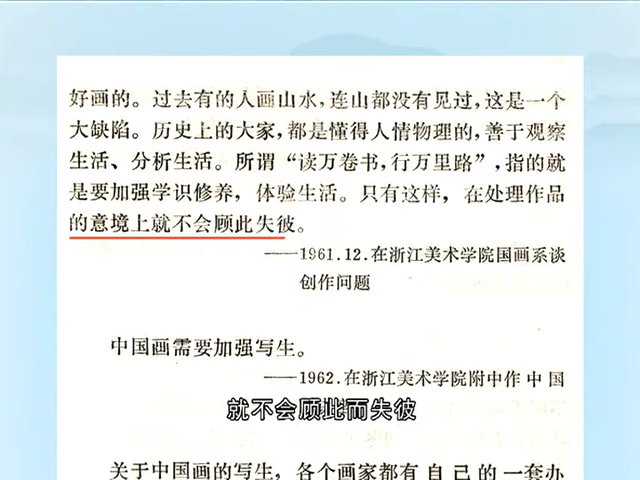 好画的。过去有的人画山水，连山都没有见过，这是一个
大缺陷。历史上的大家，都是懂得人情物理的，善于观察
生活、分析生活。所谓“读万卷书，行万里路”，指的就
是要加强学识修养，体验生活。只有这样，在处理作品
的意境上就不会顾此失彼。
——1961.12.在浙江美术学院国画系谈
创作问题
中国画需要加强写生。
——1962.在浙江美术学院附中作中国
就不会顾此而失彼
关于中国画的写生，各个画家都有自己的一套办